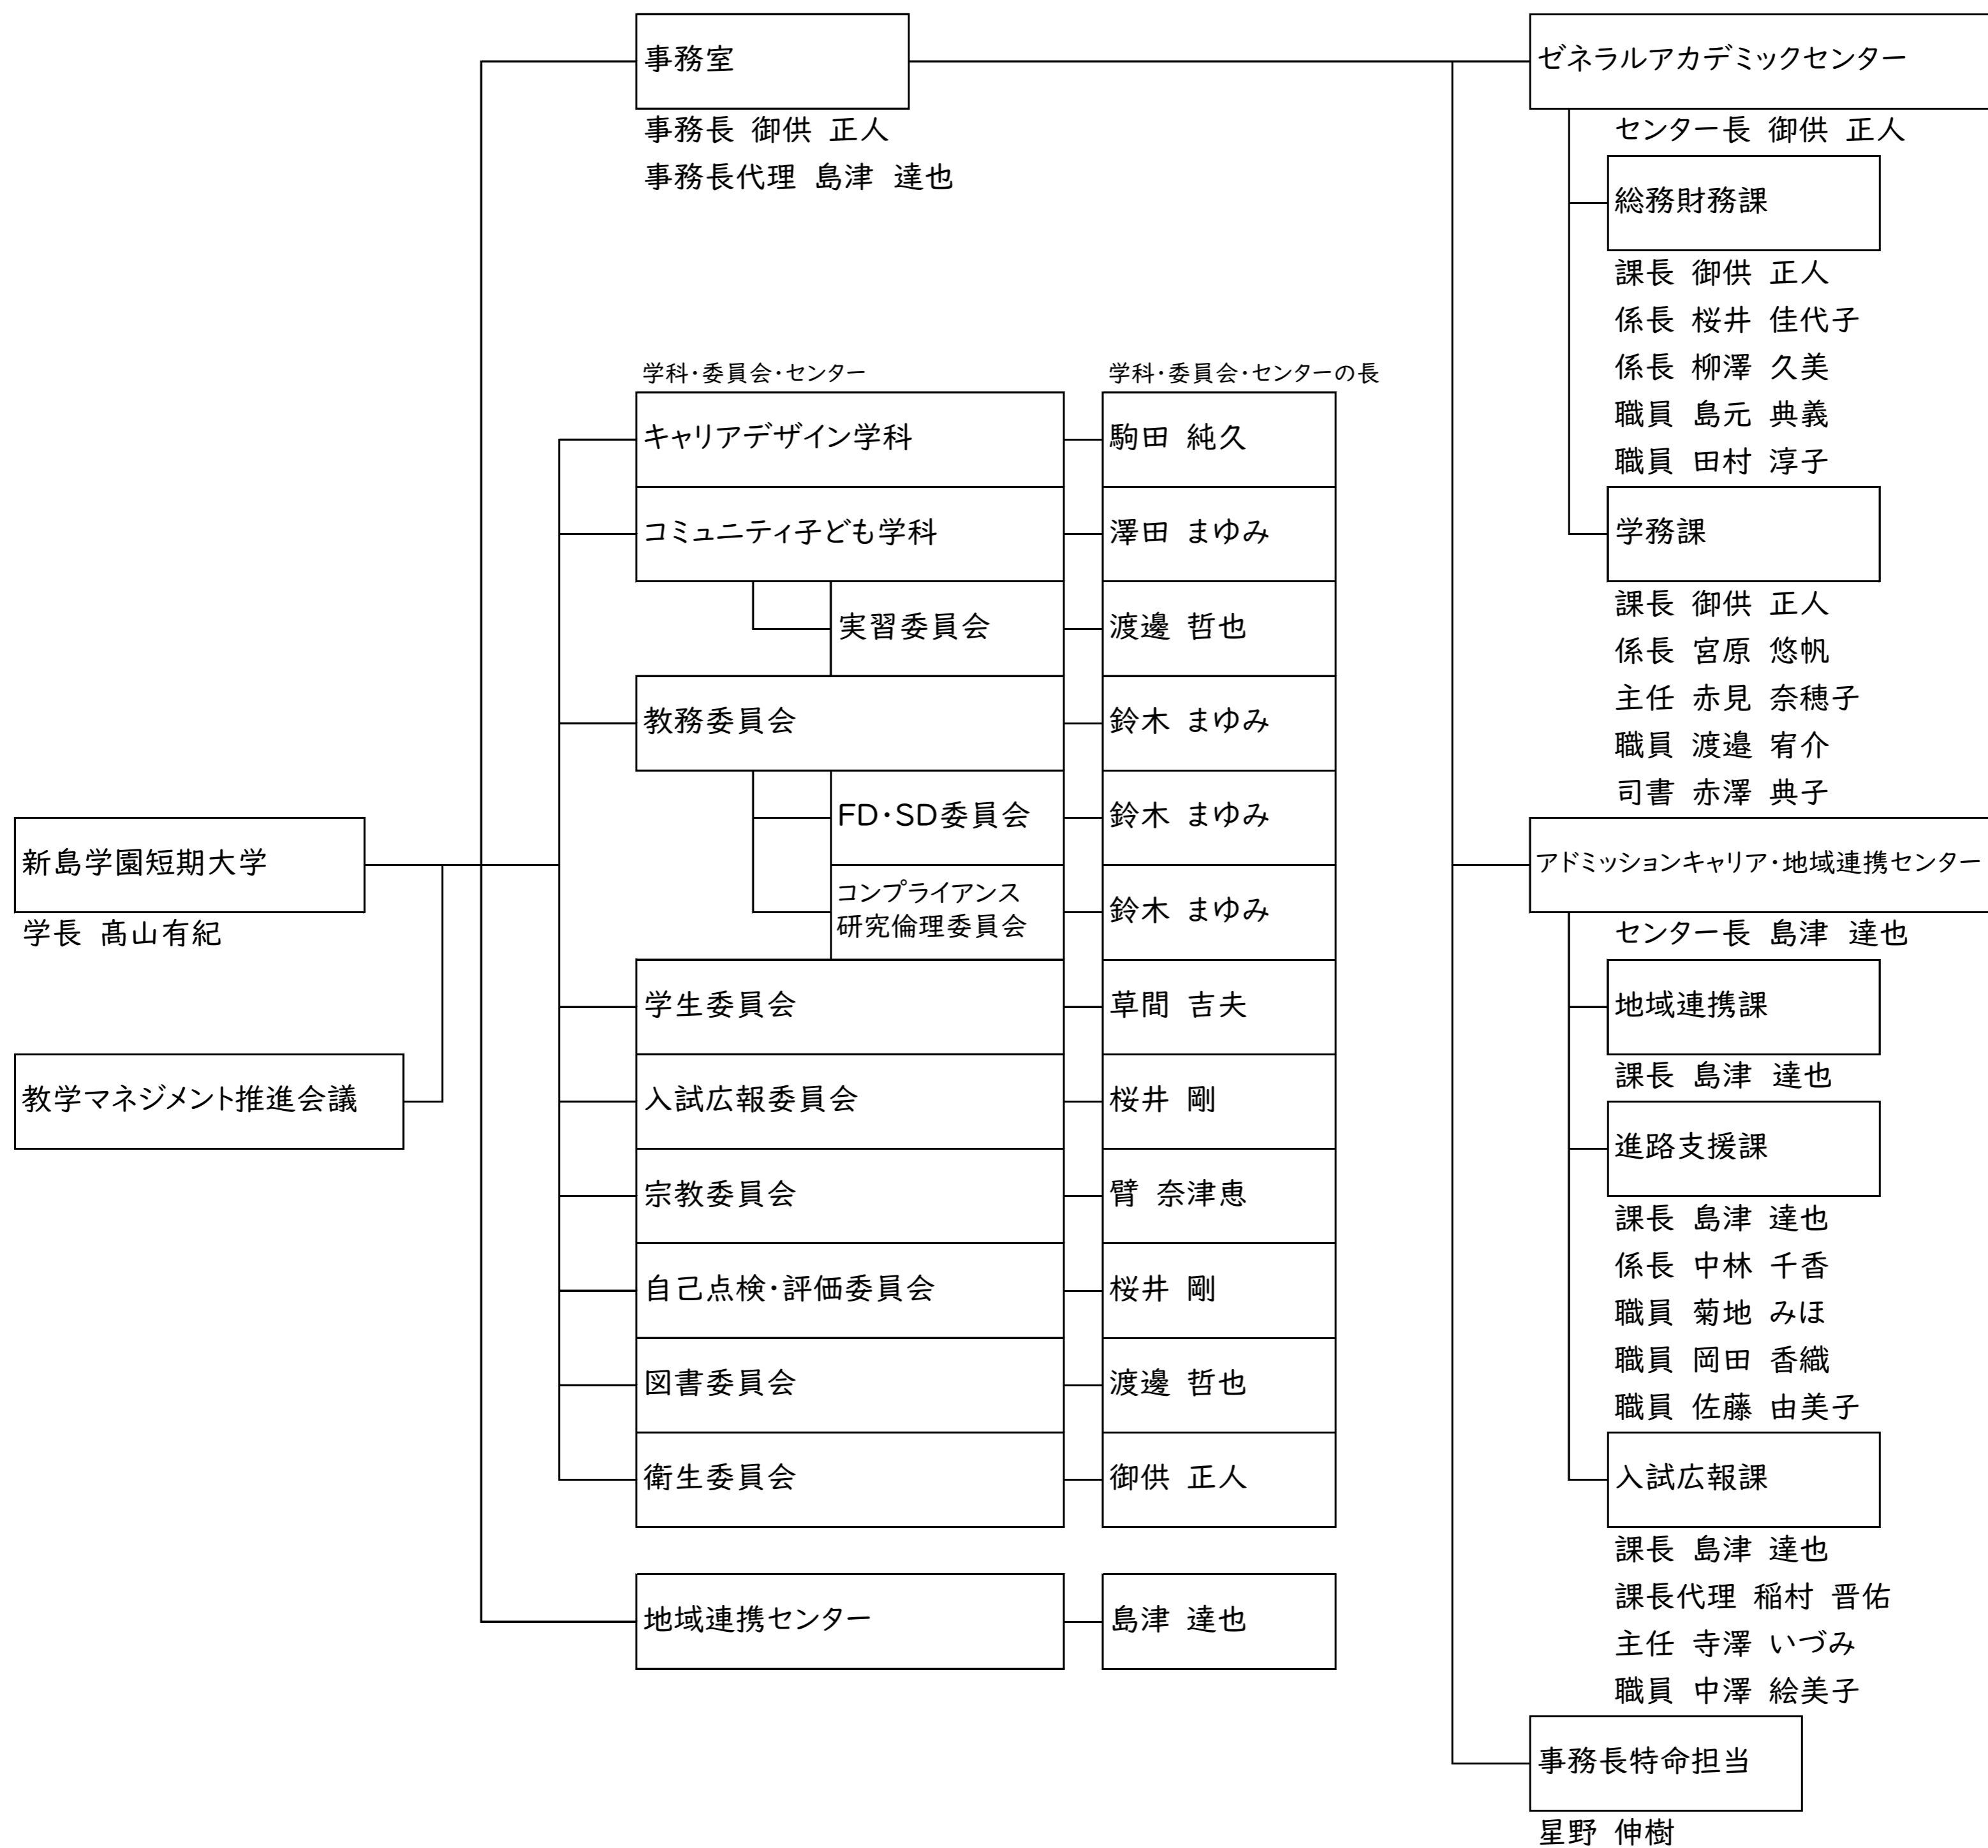 新島学園短期大学
学長 髙山有紀
教学マネジメント推進会議
事務室
事務長 御供 正人
事務長代理 島津 達也
学科・委員会・センター
学科・委員会・センターの長
キャリアデザイン学科
駒田 純久
コミュニティ子ども学科
澤田 まゆみ
実習委員会
渡邊 哲也
教務委員会
鈴木 まゆみ
FD・SD委員会
鈴木 まゆみ
コンプライアンス
研究倫理委員会
鈴木 まゆみ
学生委員会
草間 吉夫
入試広報委員会
桜井 剛
宗教委員会
臂 奈津恵
自己点検・評価委員会
桜井 剛
図書委員会
渡邊 哲也
衛生委員会
御供 正人
地域連携センター
島津 達也
ゼネラルアカデミックセンター
センター長 御供 正人
総務財務課
課長 御供 正人
係長 桜井 佳代子
係長 柳澤 久美
職員 島元 典義
職員 田村 淳子
学務課
課長 御供 正人
係長 宮原 悠帆
主任 赤見 奈穂子
職員 渡邉 宥介
司書 赤澤 典子
アドミッションキャリア・地域連携センター
センター長 島津 達也
地域連携課
課長 島津 達也
進路支援課
課長 島津 達也
係長 中林 千香
職員 菊地 みほ
職員 岡田 香織
職員 佐藤 由美子
入試広報課
課長 島津 達也
課長代理 稲村 晋佑
主任 寺澤 いづみ
職員 中澤 絵美子
事務長特命担当
星野 伸樹